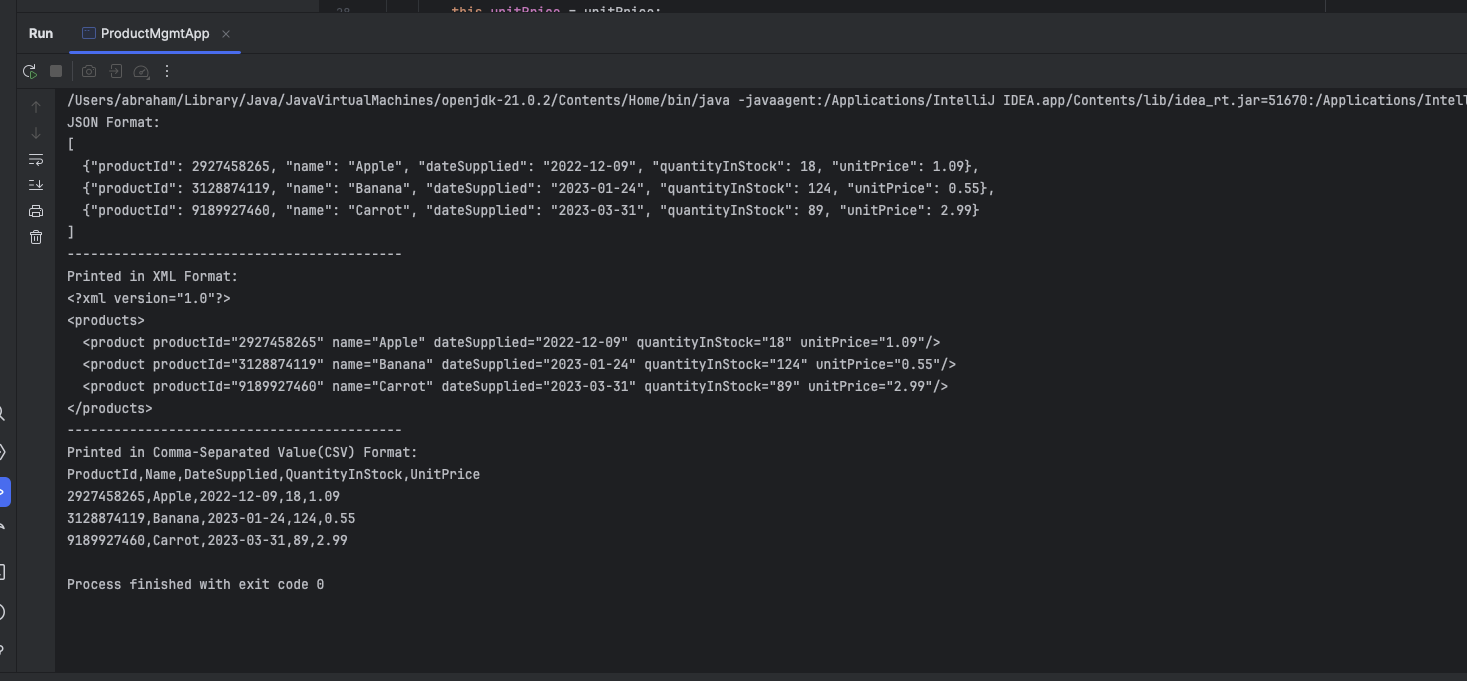 this.unitPrice = unitPrice;
Run ProductMgmtApp
/Users/abraham/Library/Java/JavaVirtualMachines/openjdk-21.0.2/Contents/Home/bin/java -javaagent:/Applications/IntelliJ IDEA.app/Contents/lib/idea_rt.jar=51670:/Applications/Intell
JSON Format:
[
  {"productId": 2927458265, "name": "Apple", "dateSupplied": "2022-12-09", "quantityInStock": 18, "unitPrice": 1.09},
  {"productId": 3128874119, "name": "Banana", "dateSupplied": "2023-01-24", "quantityInStock": 124, "unitPrice": 0.55},
  {"productId": 9189927460, "name": "Carrot", "dateSupplied": "2023-03-31", "quantityInStock": 89, "unitPrice": 2.99}
]
-------------------------------------------
Printed in XML Format:
<?xml version="1.0"?>
<products>
  <product productId="2927458265" name="Apple" dateSupplied="2022-12-09" quantityInStock="18" unitPrice="1.09"/>
  <product productId="3128874119" name="Banana" dateSupplied="2023-01-24" quantityInStock="124" unitPrice="0.55"/>
  <product productId="9189927460" name="Carrot" dateSupplied="2023-03-31" quantityInStock="89" unitPrice="2.99"/>
</products>
-------------------------------------------
Printed in Comma-Separated Value(CSV) Format:
ProductId,Name,DateSupplied,QuantityInStock,UnitPrice
2927458265,Apple,2022-12-09,18,1.09
3128874119,Banana,2023-01-24,124,0.55
9189927460,Carrot,2023-03-31,89,2.99
Process finished with exit code 0